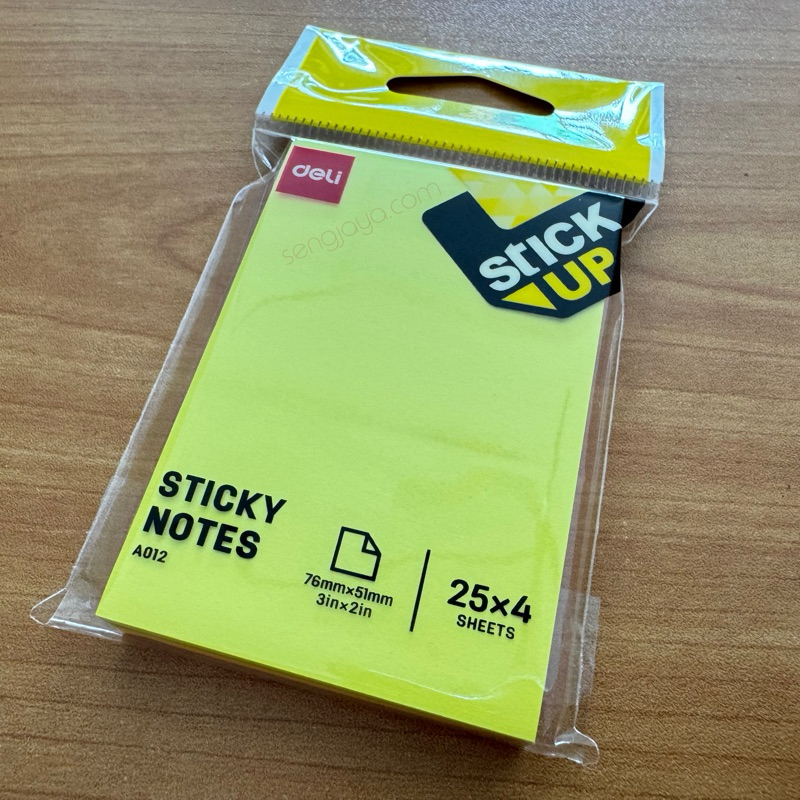 deli
sengjaya.com
STICK
UP
STICKY
NOTES
A012
76mm×51mm
3in×2in
25×4
SHEETS